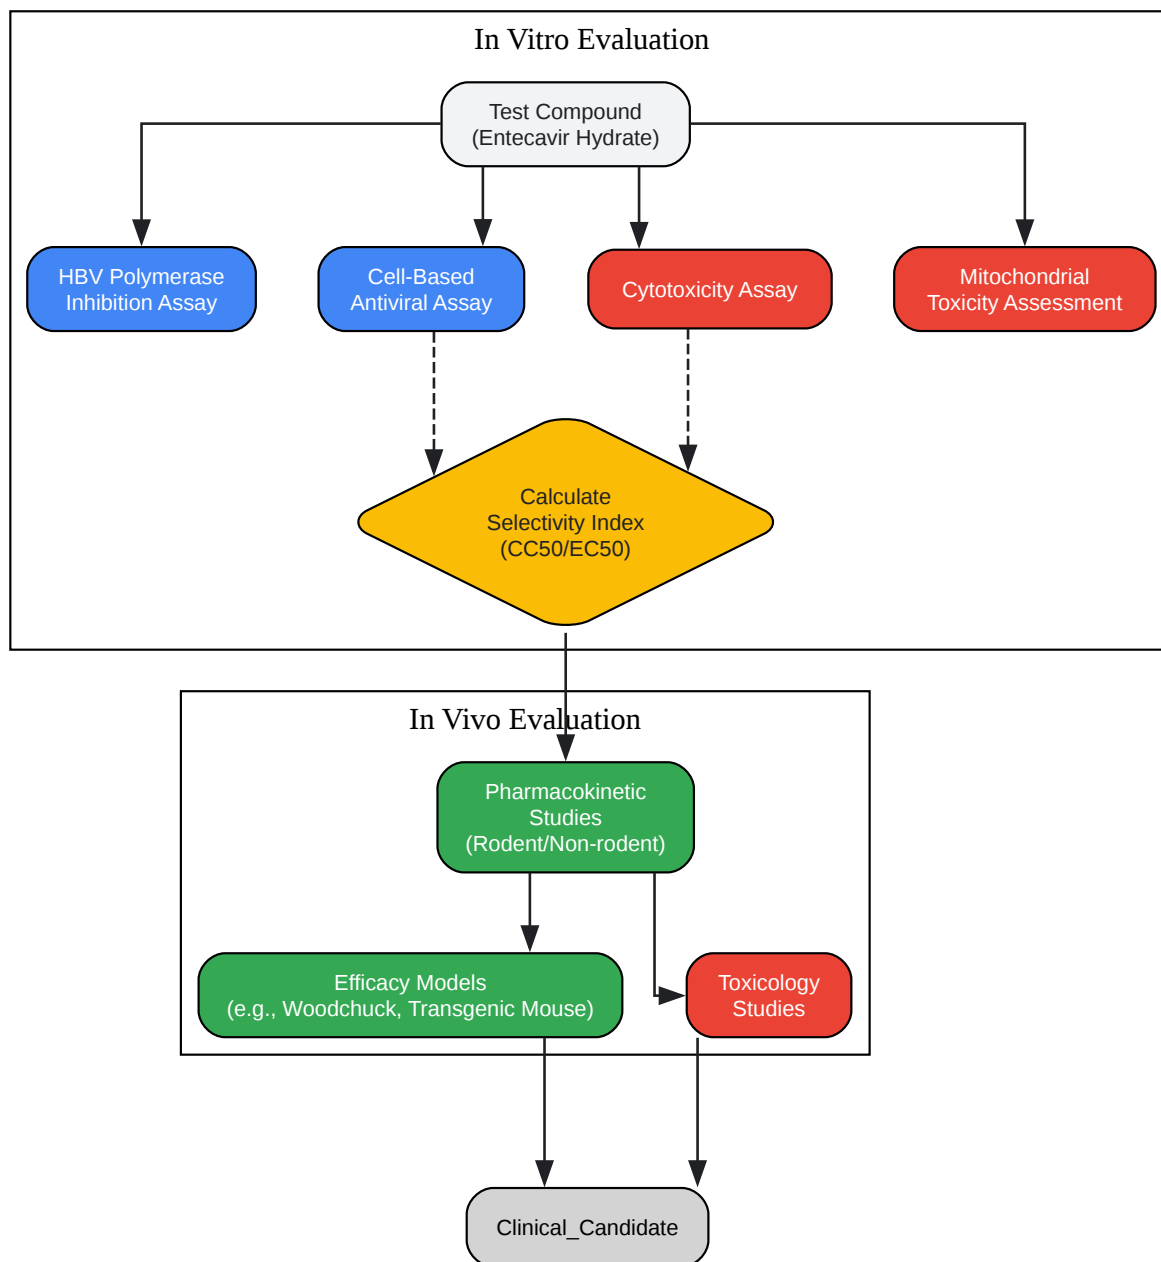 In Vitro Evaluation
Test Compound
(Entecavir Hydrate)
HBV Polymerase
Inhibition Assay
Cell-Based
Antiviral Assay
Cytotoxicity Assay
Mitochondrial
Toxicity Assessment
Calculate
Selectivity Index
(CC50/EC50)
In Vivo Evaluation
Pharmacokinetic
Studies
(Rodent/Non-rodent)
Efficacy Models
(e.g., Woodchuck, Transgenic Mouse)
Toxicology
Studies
Clinical_Candidate